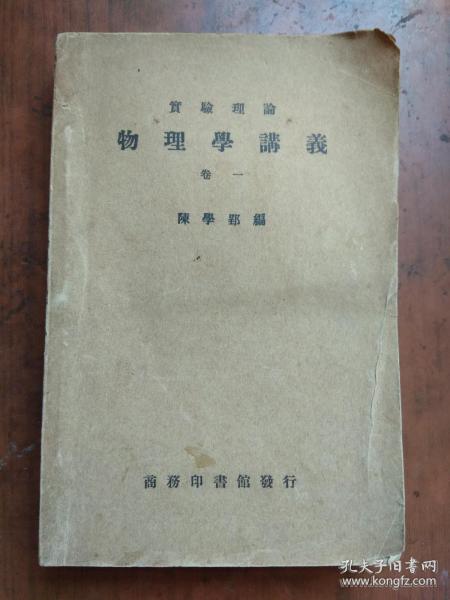 實驗理論
物理學講義
卷一
陳學郢編
商務印書館發行
孔夫子旧书网
www.kongfz.com